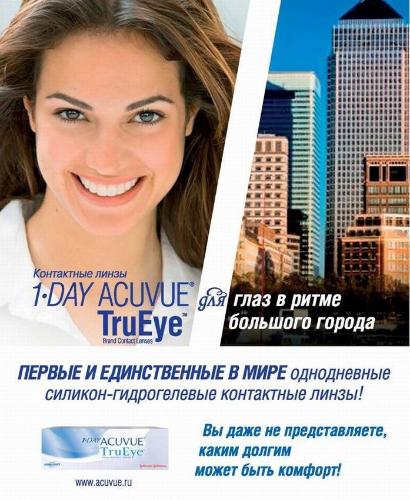 Контактные линзы
1·DAY ACUVUE® для глаз в ритме
TruEye™ большого города
Brand Contact Lenses
ПЕРВЫЕ И ЕДИНСТВЕННЫЕ В МИРЕ однодневные
силикон-гидрогелевые контактные линзы!
Вы даже не представляете,
каким долгим
может быть комфорт!
1·DAY ACUVUE®
TruEye™
www.acuvue.ru